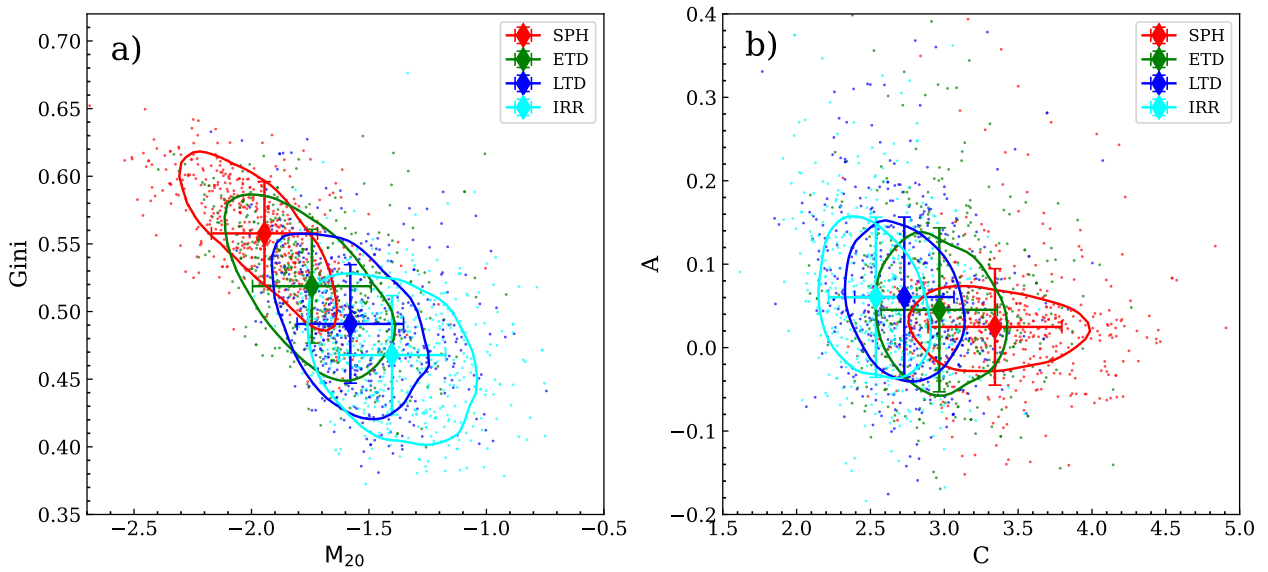 a)
SPH
ETD
LTD
IRR
0.70
0.65
0.60
0.55
0.50
0.45
0.40
0.35
Gini
−2.5 −2.0 −1.5 −1.0 −0.5
M20
b)
SPH
ETD
LTD
IRR
0.4
0.3
0.2
0.1
0.0
−0.1
−0.2
A
1.5 2.0 2.5 3.0 3.5 4.0 4.5 5.0
C